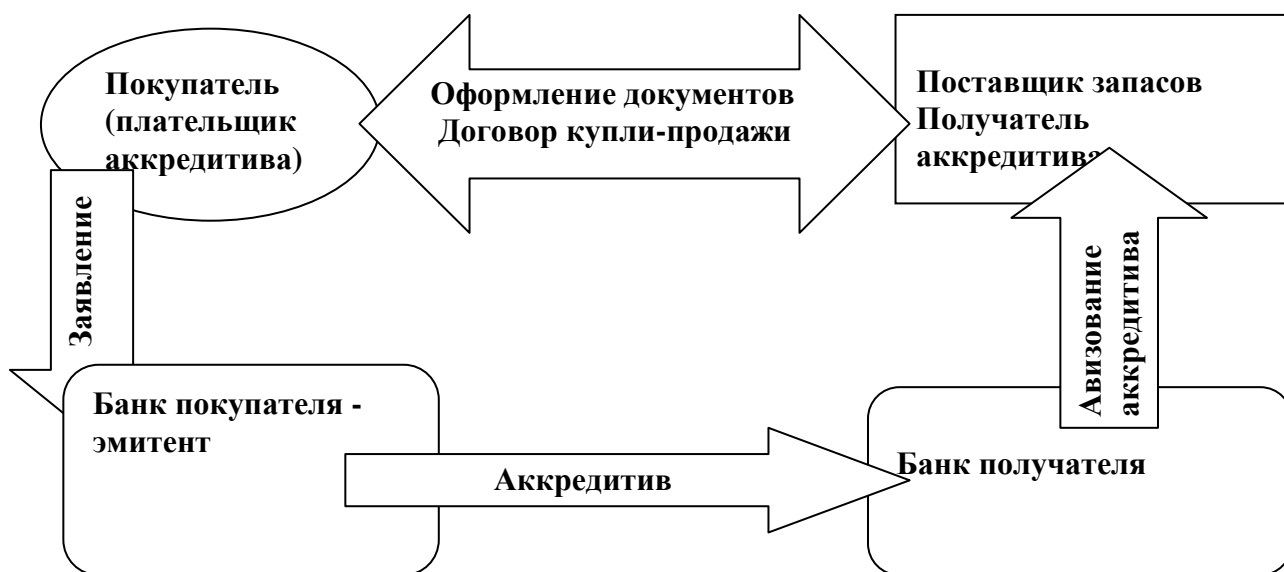 Покупатель
(плательщик
аккредитива)
Оформление документов
Договор купли-продажи
Поставщик запасов
Получатель
аккредитива
Заявление
Авизование
аккредитива
Банк покупателя -
эмитент
Аккредитив
Банк получателя